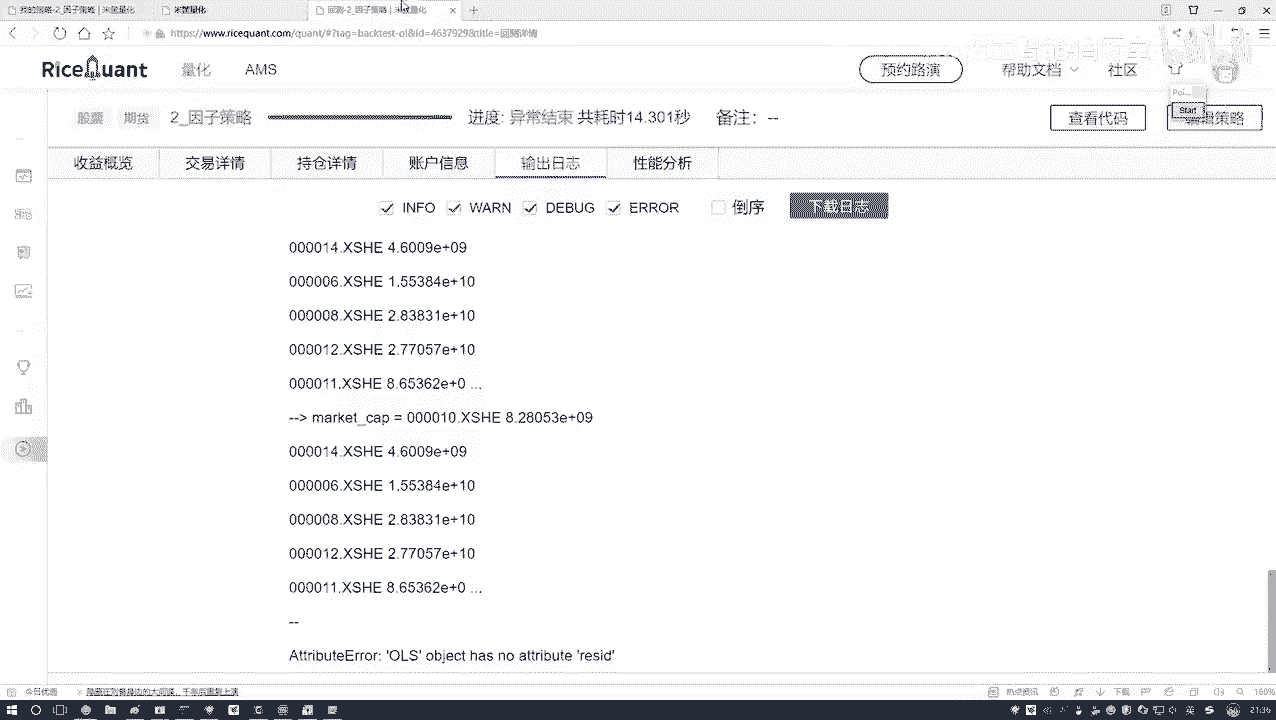 我的策略-2_因子策略 | 米筐量化
米筐量化
回测-2_因子策略 | 米筐量化
https://www.ricequant.com/quant/#?tag=backtest-ol&id=4637929&title=回测详情
RiceQuant
量化
AMS
预约路演
帮助文档
社区
Poi...
Start
股票
期货
2_因子策略
进度: 异常结束 共耗时14.301秒
备注: --
查看代码
编辑策略
收益概览
交易详情
持仓详情
账户信息
输出日志
性能分析
INFO
WARN
DEBUG
ERROR
倒序
下载日志
000014.XSHE 4.6009e+09
000006.XSHE 1.55384e+10
000008.XSHE 2.83831e+10
000012.XSHE 2.77057e+10
000011.XSHE 8.65362e+0 ...
--> market_cap = 000010.XSHE 8.28053e+09
000014.XSHE 4.6009e+09
000006.XSHE 1.55384e+10
000008.XSHE 2.83831e+10
000012.XSHE 2.77057e+10
000011.XSHE 8.65362e+0 ...
--
AttributeError: 'OLS' object has no attribute 'resid'
今日优选
热点资讯
下载
160%
21:36